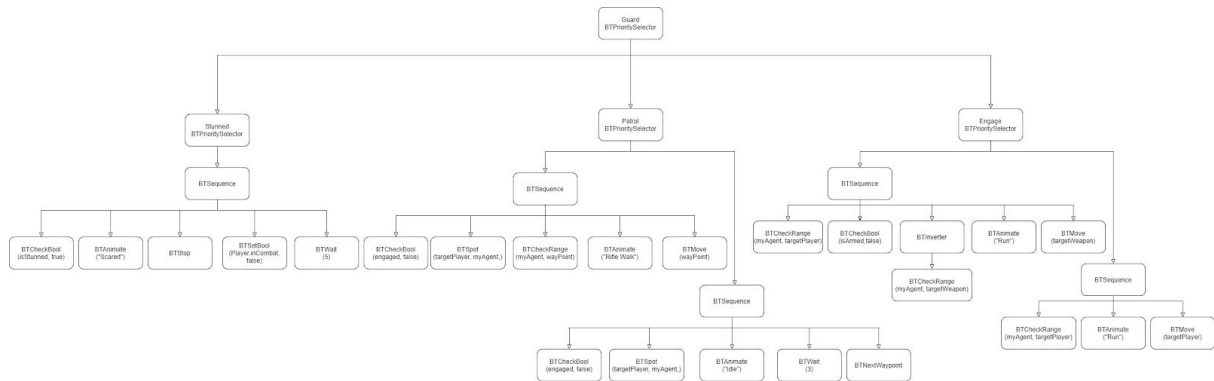 Guard
BTPrioritySelector
Stunned
BTPrioritySelector
Patrol
BTPrioritySelector
Engage
BTPrioritySelector
BTSequence
BTCheckBool
(isStunned, true)
BTAnimate
("Scared")
BTStop
BTSetBool
(Player.inCombat,
false)
BTWait
(5)
BTSequence
BTCheckBool
(engaged, false)
BTSpot
(targetPlayer, myAgent,)
BTCheckRange
(myAgent, wayPoint)
BTAnimate
("Rifle Walk")
BTMove
(wayPoint)
BTSequence
BTCheckBool
(engaged, false)
BTSpot
(targetPlayer, myAgent,)
BTAnimate
("Idle")
BTWait
(3)
BTNextWaypoint
BTSequence
BTCheckRange
(myAgent, targetPlayer)
BTCheckBool
(isArmed,false)
BTInverter
BTCheckRange
(myAgent, targetWeapon)
BTAnimate
("Run")
BTMove
(targetWeapon)
BTSequence
BTCheckRange
(myAgent, targetPlayer)
BTAnimate
("Run")
BTMove
(targetPlayer)